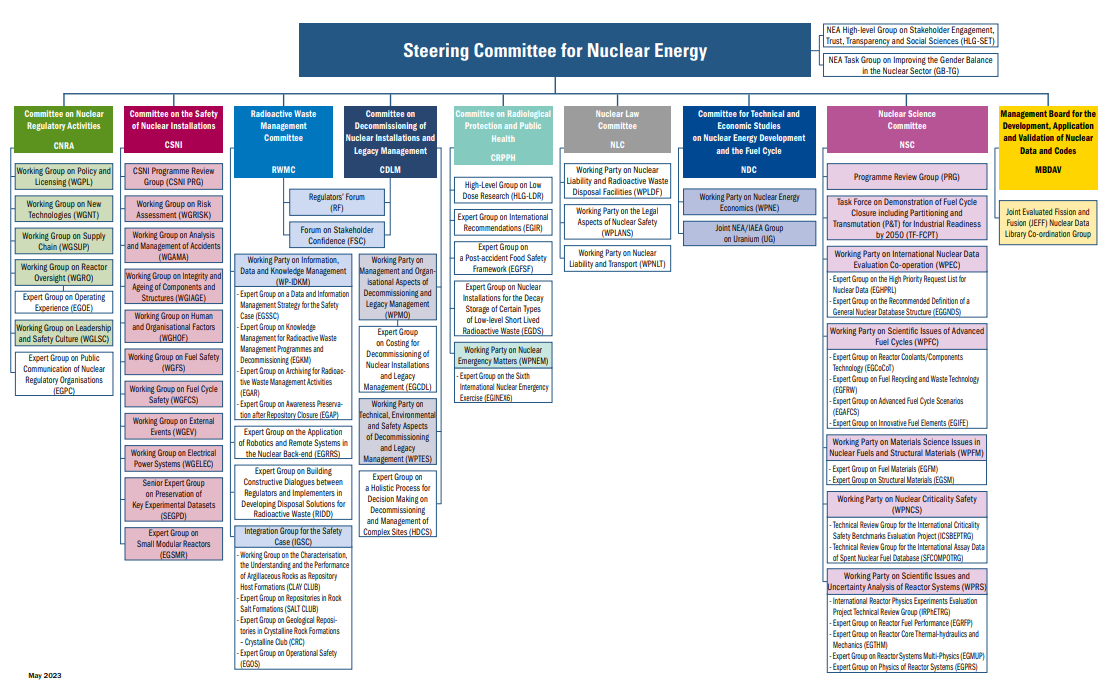 Steering Committee for Nuclear Energy
NEA High-level Group on Stakeholder Engagement,
Trust, Transparency and Social Sciences (HLG-SET)
NEA Task Group on Improving the Gender Balance
in the Nuclear Sector (GB-TG)
Committee on Nuclear
Regulatory Activities
CNRA
Working Group on Policy and
Licensing (WGPL)
Working Group on New
Technologies (WGNT)
Working Group on Supply
Chain (WGSUP)
Working Group on Reactor
Oversight (WGRO)
Expert Group on Operating
Experience (EGOE)
Working Group on Leadership
and Safety Culture (WGLSC)
Expert Group on Public
Communication of Nuclear
Regulatory Organisations
(EGPC)
Committee on the Safety
of Nuclear Installations
CSNI
CSNI Programme Review
Group (CSNI PRG)
Working Group on Risk
Assessment (WGRISK)
Working Group on Analysis
and Management of Accidents
(WGAMA)
Working Group on Integrity and
Ageing of Components and
Structures (WGIAGE)
Working Group on Human
and Organisational Factors
(WGHOF)
Working Group on Fuel Safety
(WGFS)
Working Group on Fuel Cycle
Safety (WGFCS)
Working Group on External
Events (WGEV)
Working Group on Electrical
Power Systems (WGELEC)
Senior Expert Group
on Preservation of
Key Experimental Datasets
(SEGPD)
Expert Group on
Small Modular Reactors
(EGSMR)
Radioactive Waste
Management
Committee
RWMC
Committee on
Decommissioning of
Nuclear Installations and
Legacy Management
CDLM
Regulators' Forum
(RF)
Forum on Stakeholder
Confidence (FSC)
Working Party on Information,
Data and Knowledge Management
(WP-IDKM)
- Expert Group on a Data and Information
Management Strategy for the Safety
Case (EGSSC)
- Expert Group on Knowledge
Management for Radioactive Waste
Management Programmes and
Decommissioning (EGKM)
- Expert Group on Archiving for Radioac-
tive Waste Management Activities
(EGAR)
- Expert Group on Awareness Preserva-
tion after Repository Closure (EGAP)
Expert Group on the Application
of Robotics and Remote Systems in
the Nuclear Back-end (EGRRS)
Expert Group on Building
Constructive Dialogues between
Regulators and Implementers in
Developing Disposal Solutions for
Radioactive Waste (RIDD)
Integration Group for the Safety
Case (IGSC)
- Working Group on the Characterisation,
the Understanding and the Performance
of Argillaceous Rocks as Repository
Host Formations (CLAY CLUB)
- Expert Group on Repositories in Rock
Salt Formations (SALT CLUB)
- Expert Group on Geological Reposi-
tories in Crystalline Rock Formations
– Crystalline Club (CRC)
- Expert Group on Operational Safety
(EGOS)
Working Party on
Management and Organ-
isational Aspects of
Decommissioning and
Legacy Management
(WPMO)
Expert Group
on Costing for
Decommissioning of
Nuclear Installations
and Legacy
Management (EGCDL)
Working Party on
Technical, Environmental
and Safety Aspects
of Decommissioning
and Legacy
Management (WPTES)
Expert Group on
a Holistic Process for
Decision Making on
Decommissioning
and Management of
Complex Sites (HDCS)
Committee on Radiological
Protection and Public
Health
CRPPH
High-Level Group on Low
Dose Research (HLG-LDR)
Expert Group on International
Recommendations (EGIR)
Expert Group on
a Post-accident Food Safety
Framework (EGFSF)
Expert Group on Nuclear
Installations for the Decay
Storage of Certain Types
of Low-level Short Lived
Radioactive Waste (EGDS)
Working Party on Nuclear
Emergency Matters (WPNEM)
- Expert Group on the Sixth
International Nuclear Emergency
Exercise (EGINEX6)
Nuclear Law
Committee
NLC
Working Party on Nuclear
Liability and Radioactive Waste
Disposal Facilities (WPLDF)
Working Party on the Legal
Aspects of Nuclear Safety
(WPLANS)
Working Party on Nuclear
Liability and Transport (WPNLT)
Committee for Technical and
Economic Studies
on Nuclear Energy Development
and the Fuel Cycle
NDC
Working Party on Nuclear Energy
Economics (WPNE)
Joint NEA/IAEA Group
on Uranium (UG)
Nuclear Science
Committee
NSC
Programme Review Group (PRG)
Task Force on Demonstration of Fuel Cycle
Closure including Partitioning and
Transmutation (P&T) for Industrial Readiness
by 2050 (TF-FCPT)
Working Party on International Nuclear Data
Evaluation Co-operation (WPEC)
- Expert Group on the High Priority Request List for
Nuclear Data (EGHPRL)
- Expert Group on the Recommended Definition of a
General Nuclear Database Structure (EGGNDS)
Working Party on Scientific Issues of Advanced
Fuel Cycles (WPFC)
- Expert Group on Reactor Coolants/Components
Technology (EGCoCoT)
- Expert Group on Fuel Recycling and Waste Technology
(EGFRW)
- Expert Group on Advanced Fuel Cycle Scenarios
(EGAFCS)
- Expert Group on Innovative Fuel Elements (EGIFE)
Working Party on Materials Science Issues in
Nuclear Fuels and Structural Materials (WPFM)
- Expert Group on Fuel Materials (EGFM)
- Expert Group on Structural Materials (EGSM)
Working Party on Nuclear Criticality Safety
(WPNCS)
- Technical Review Group for the International Criticality
Safety Benchmarks Evaluation Project (ICSBEPTRG)
- Technical Review Group for the International Assay Data
of Spent Nuclear Fuel Database (SFCOMPOTRG)
Working Party on Scientific Issues and
Uncertainty Analysis of Reactor Systems (WPRS)
- International Reactor Physics Experiments Evaluation
Project Technical Review Group (IRPhETRG)
- Expert Group on Reactor Fuel Performance (EGRFP)
- Expert Group on Reactor Core Thermal-hydraulics and
Mechanics (EGTHM)
- Expert Group on Reactor Systems Multi-Physics (EGMUP)
- Expert Group on Physics of Reactor Systems (EGPRS)
Management Board for the
Development, Application
and Validation of Nuclear
Data and Codes
MBDAV
Joint Evaluated Fission and
Fusion (JEFF) Nuclear Data
Library Co-ordination Group
May 2023